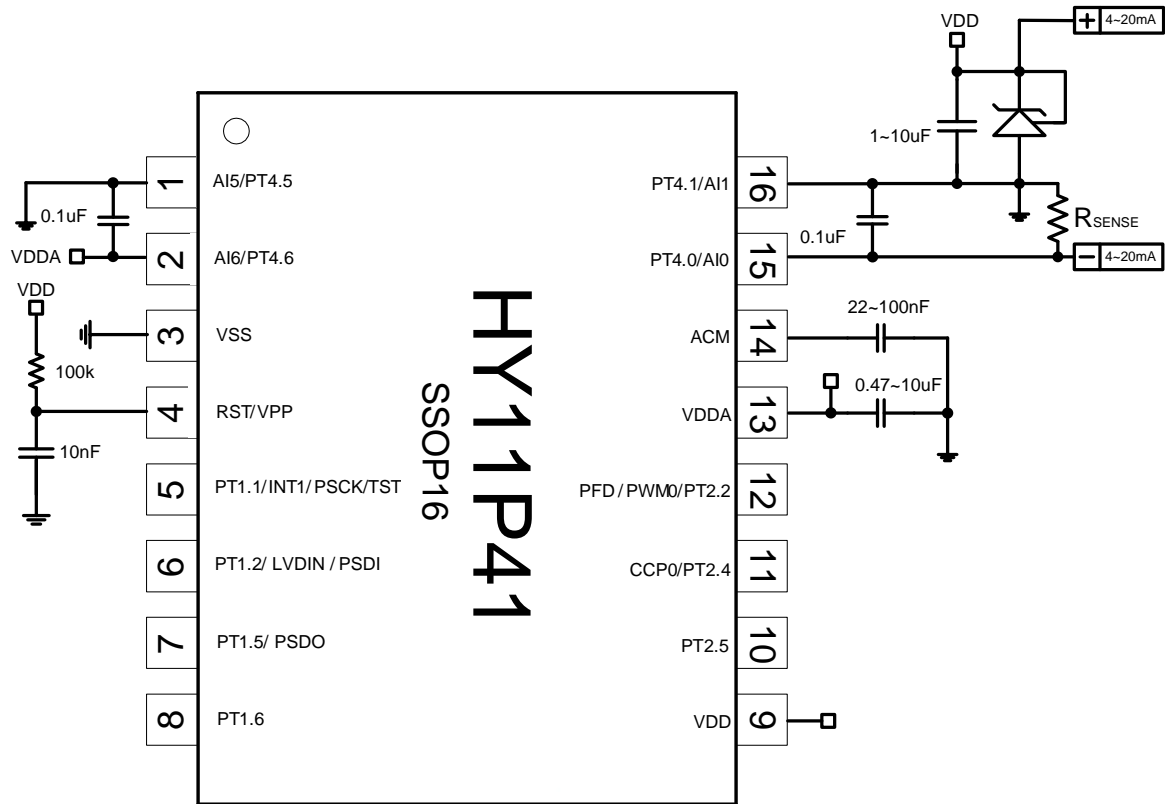 VDD
+ 4~20mA
1~10uF
1 AI5/PT4.5
PT4.1/AI1 16
0.1uF
0.1uF
RSENSE
VDDA
2 AI6/PT4.6
PT4.0/AI0 15
- 4~20mA
VDD
22~100nF
3 VSS
ACM 14
100k
0.47~10uF
4 RST/VPP
VDDA 13
10nF
5 PT1.1/INT1/PSCK/TST
PFD / PWM0/PT2.2 12
6 PT1.2/ LVDIN / PSDI
CCP0/PT2.4 11
7 PT1.5/ PSDO
PT2.5 10
8 PT1.6
VDD 9
HY11P41
SSOP16